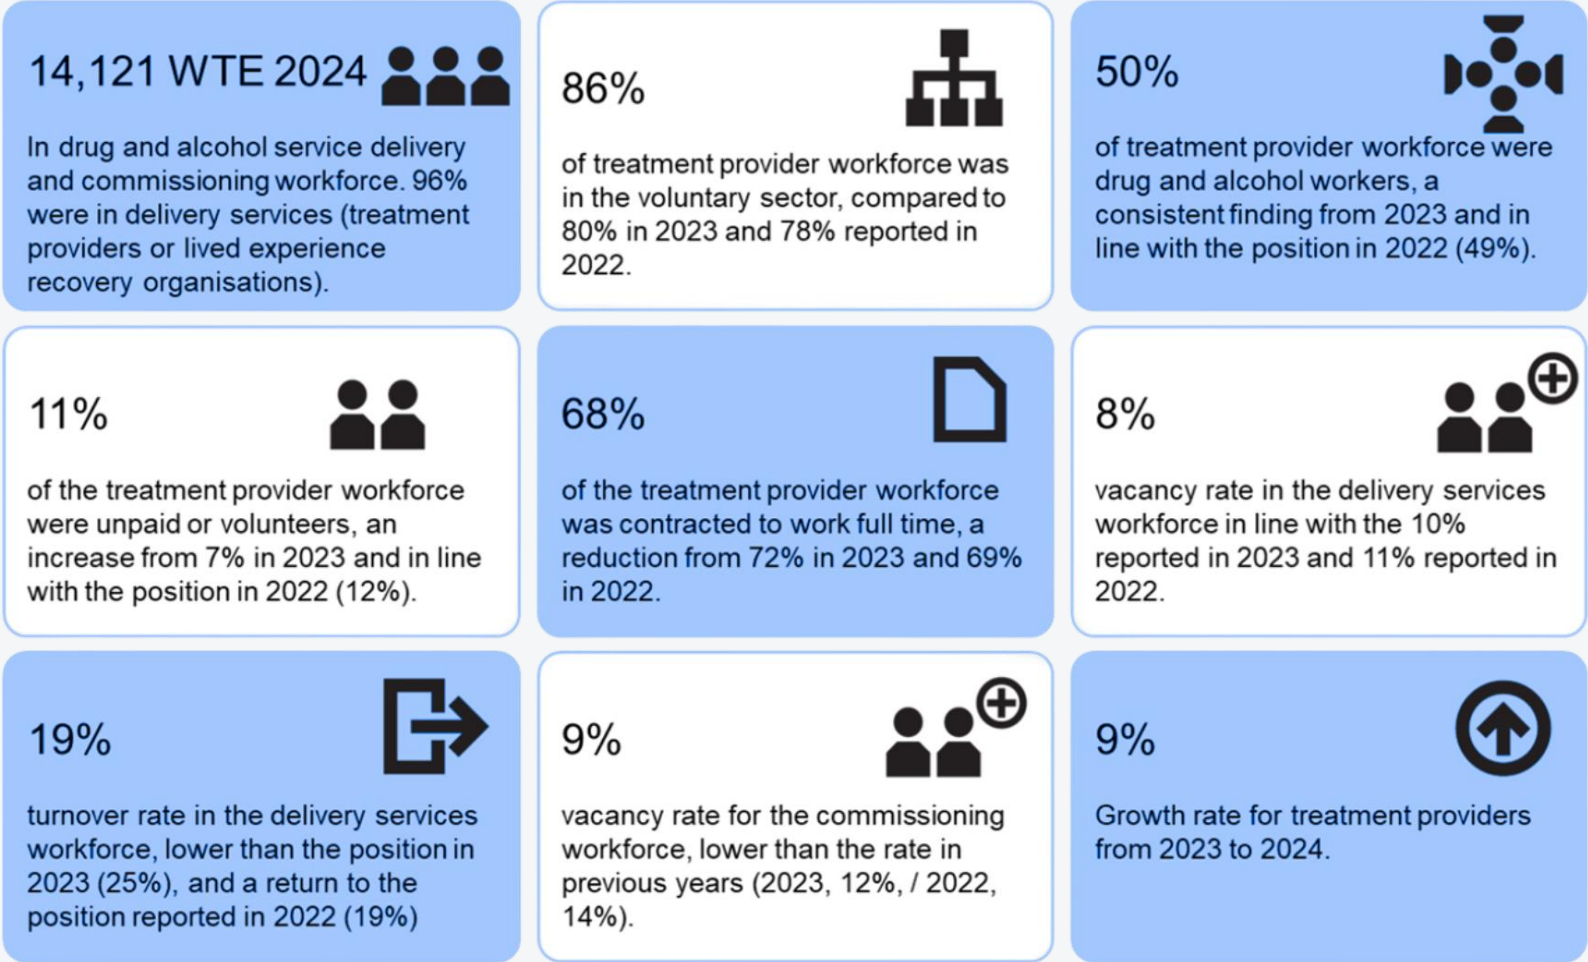 14,121 WTE 2024
In drug and alcohol service delivery
and commissioning workforce. 96%
were in delivery services (treatment
providers or lived experience
recovery organisations).
86%
of treatment provider workforce was
in the voluntary sector, compared to
80% in 2023 and 78% reported in
2022.
50%
of treatment provider workforce were
drug and alcohol workers, a
consistent finding from 2023 and in
line with the position in 2022 (49%).
11%
of the treatment provider workforce
were unpaid or volunteers, an
increase from 7% in 2023 and in line
with the position in 2022 (12%).
68%
of the treatment provider workforce
was contracted to work full time, a
reduction from 72% in 2023 and 69%
in 2022.
8%
vacancy rate in the delivery services
workforce in line with the 10%
reported in 2023 and 11% reported in
2022.
19%
turnover rate in the delivery services
workforce, lower than the position in
2023 (25%), and a return to the
position reported in 2022 (19%)
9%
vacancy rate for the commissioning
workforce, lower than the rate in
previous years (2023, 12%, / 2022,
14%).
9%
Growth rate for treatment providers
from 2023 to 2024.